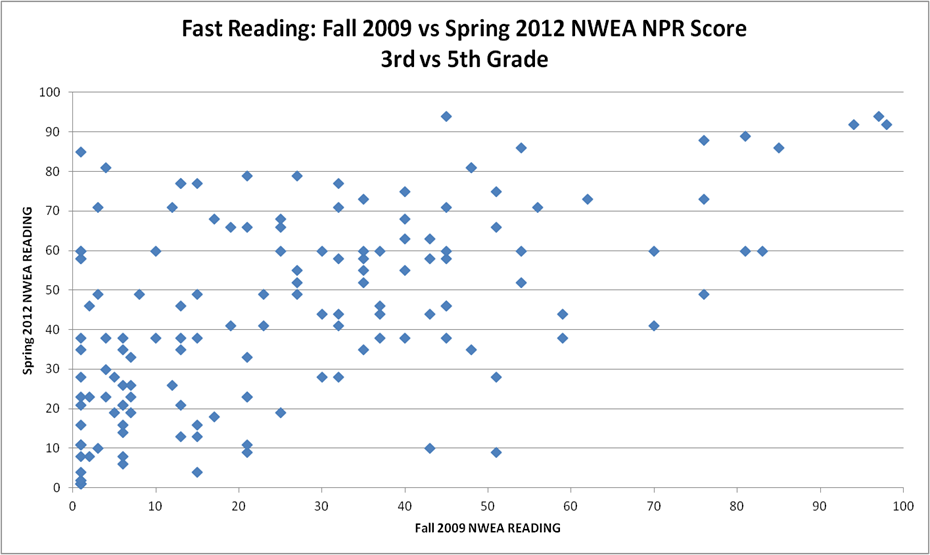 Fast Reading: Fall 2009 vs Spring 2012 NWEA NPR Score
3rd vs 5th Grade
100
90
80
70
60
50
40
30
20
10
0
Spring 2012 NWEA READING
0 10 20 30 40 50 60 70 80 90 100
Fall 2009 NWEA READING